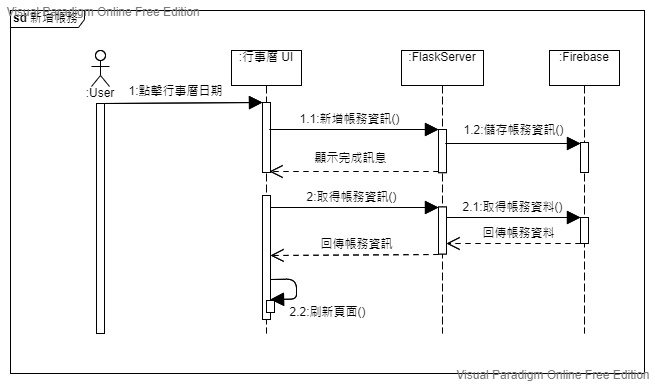 Visual Paradigm Online Free Edition
sd 新增帳務
:User
:行事曆 UI
:FlaskServer
:Firebase
1:點擊行事曆日期
1.1:新增帳務資訊()
1.2:儲存帳務資訊()
顯示完成訊息
2:取得帳務資訊()
2.1:取得帳務資料()
回傳帳務資料
回傳帳務資訊
2.2:刷新頁面()
Visual Paradigm Online Free Edition